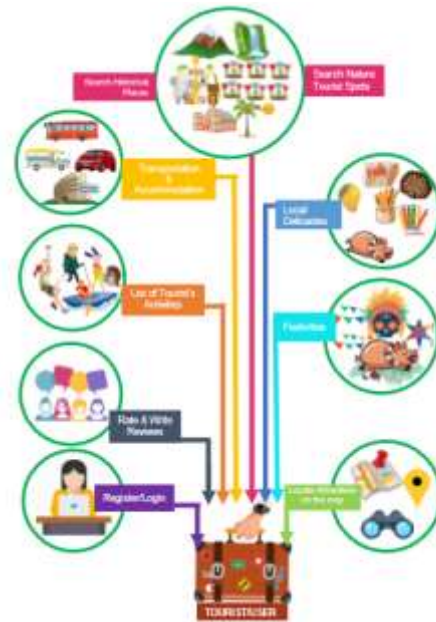 Search Historical
Places
Search Nature
Tourist Spots
Transportation
&
Accommodation
Local
Delicacies
List of Tourist's
Activities
Festivities
Rate & Write
Reviews
Register/Login
Locate Attractions
on the map
TOURIST/USER